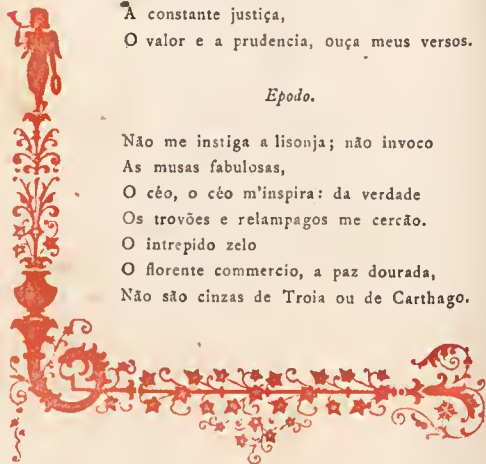 A constante justiça,
O valor e a prudencia, ouça meus versos.
Epodo.
Não me instiga a lisonja; não invoco
As musas fabulosas,
O céo, o céo m'inspira: da verdade
Os trovões e relampagos me cercão.
O intrepido zelo
O florente commercio, a paz dourada,
Não são cinzas de Troia ou de Carthago.